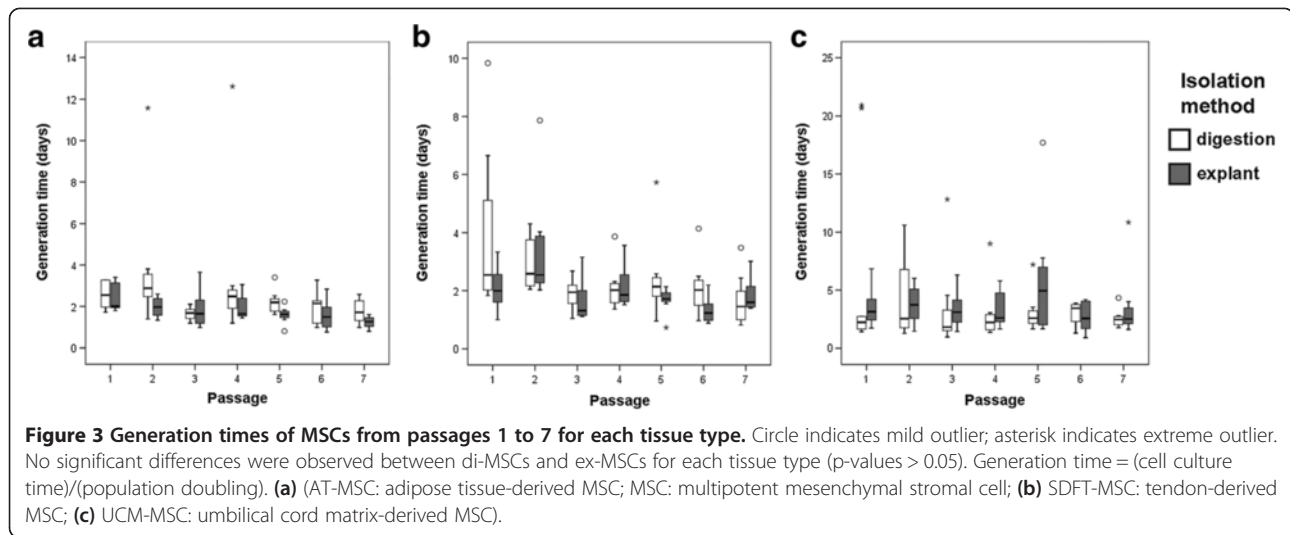 a
b
c
14
12
10
8
6
4
2
0
Generation time (days)
1 2 3 4 5 6 7
Passage
10
8
6
4
2
0
Generation time (days)
1 2 3 4 5 6 7
Passage
25
20
15
10
5
0
Generation time (days)
1 2 3 4 5 6 7
Passage
Isolation
method
digestion
explant
Figure 3 Generation times of MSCs from passages 1 to 7 for each tissue type. Circle indicates mild outlier; asterisk indicates extreme outlier.
No significant differences were observed between di-MSCs and ex-MSCs for each tissue type (p-values > 0.05). Generation time = (cell culture
time)/(population doubling). (a) (AT-MSC: adipose tissue-derived MSC; MSC: multipotent mesenchymal stromal cell; (b) SDFT-MSC: tendon-derived
MSC; (c) UCM-MSC: umbilical cord matrix-derived MSC).